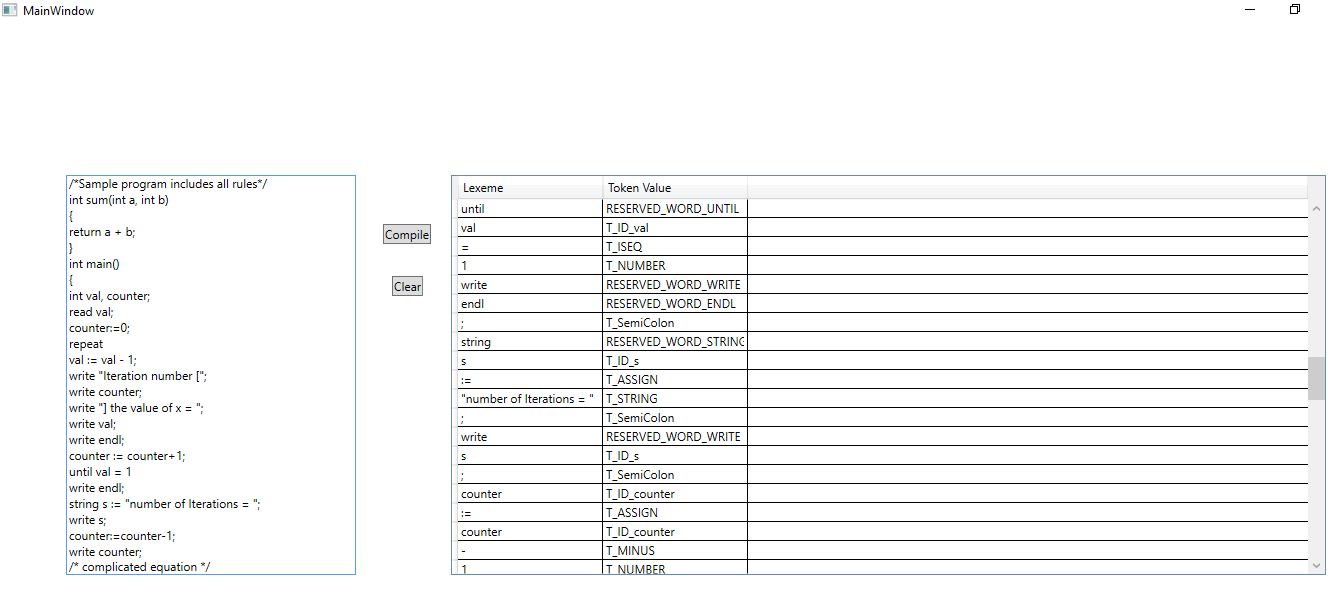 MainWindow
/*Sample program includes all rules*/
int sum(int a, int b)
{
return a + b;
}
int main()
{
int val, counter;
read val;
counter:=0;
repeat
val := val - 1;
write "Iteration number [";
write counter;
write "] the value of x = ";
write val;
write endl;
counter := counter+1;
until val = 1
write endl;
string s := "number of Iterations = ";
write s;
counter:=counter-1;
write counter;
/* complicated equation */
Compile
Clear
Lexeme Token Value
until RESERVED_WORD_UNTIL
val T_ID_val
= T_ISEQ
1 T_NUMBER
write RESERVED_WORD_WRITE
endl RESERVED_WORD_ENDL
; T_SemiColon
string RESERVED_WORD_STRING
s T_ID_s
:= T_ASSIGN
"number of Iterations = " T_STRING
; T_SemiColon
write RESERVED_WORD_WRITE
s T_ID_s
; T_SemiColon
counter T_ID_counter
:= T_ASSIGN
counter T_ID_counter
- T_MINUS
1 T_NUMBER